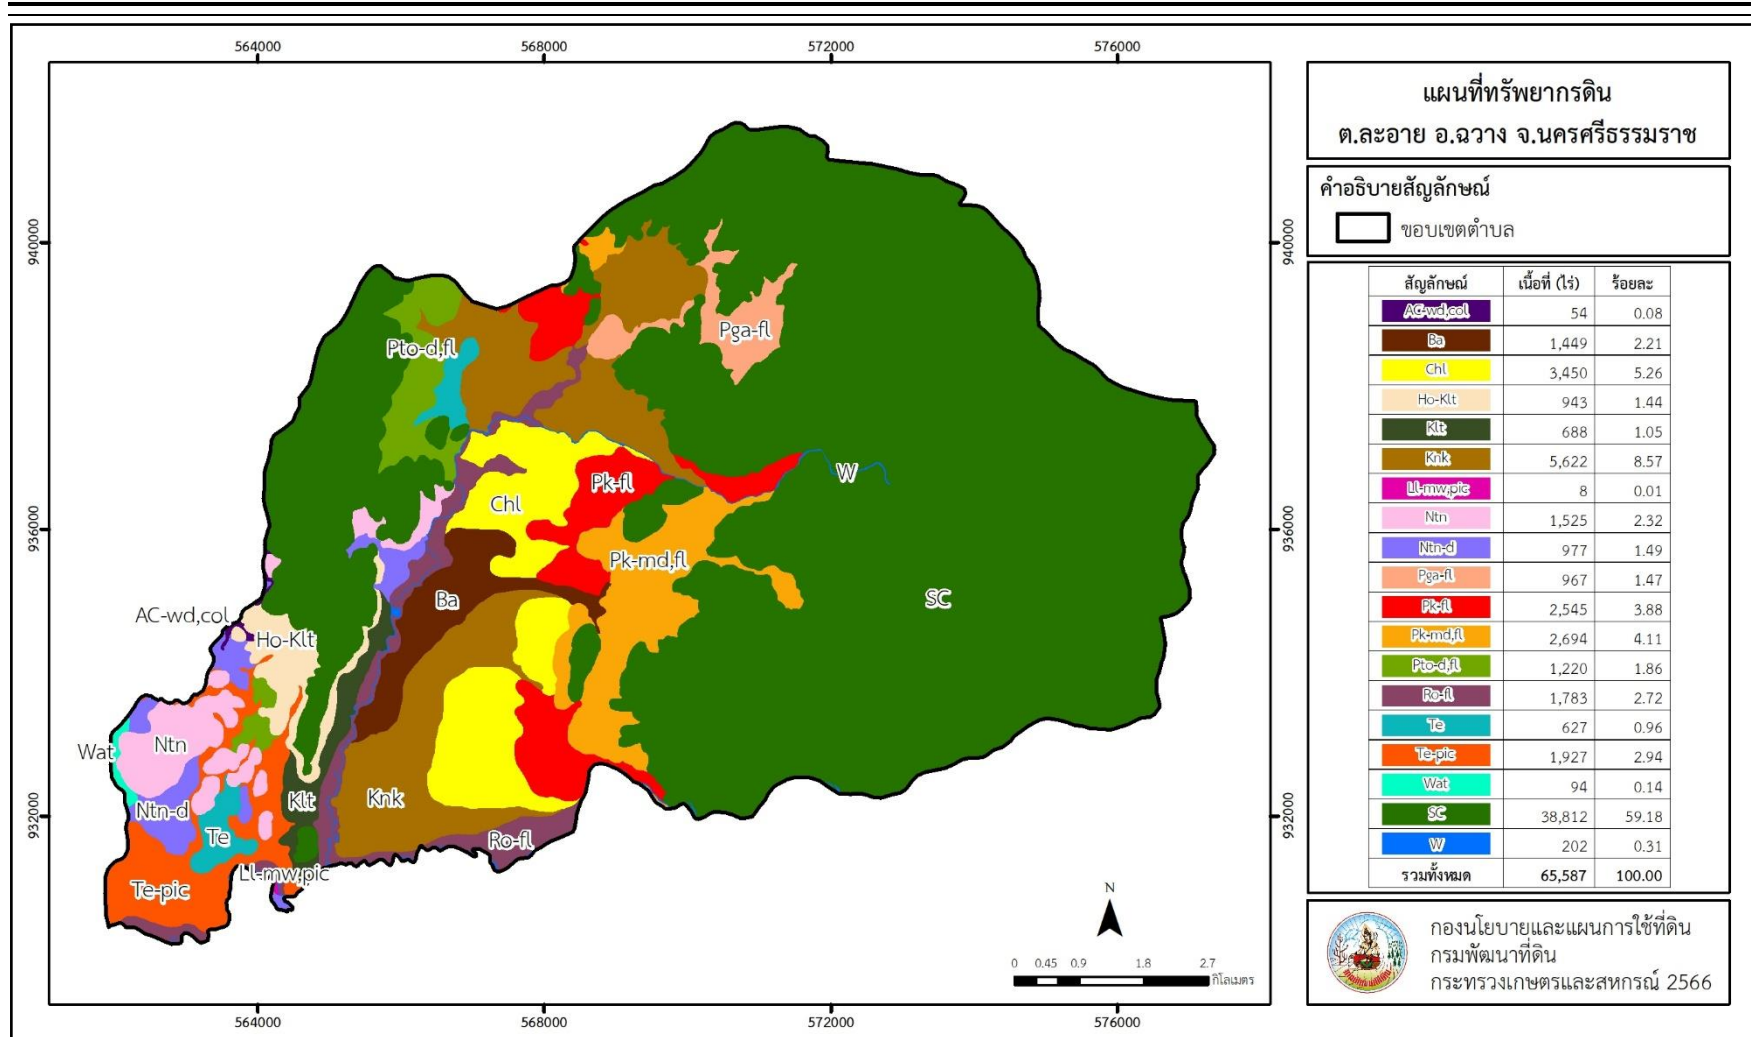 564000 568000 572000 576000
940000 940000
936000 936000
932000 932000
Pga-fl
Pto-d,fl
W
Pk-fl
Chl
Pk-md,fl
SC
Ba
AC-wd,col
Ho-Klt
Ntn
Wat
Klt
Knk
Ntn-d
Te
Ro-fl
Ll-mw,pic
Te-pic
N
0 0.45 0.9 1.8 2.7
กิโลเมตร
564000 568000 572000 576000
แผนที่ทรัพยากรดิน
ต.ละอาย อ.ฉวาง จ.นครศรีธรรมราช
คำอธิบายสัญลักษณ์
ขอบเขตตำบล
สัญลักษณ์ เนื้อที่ (ไร่) ร้อยละ
AC-wd,col 54 0.08
Ba 1,449 2.21
Chl 3,450 5.26
Ho-Klt 943 1.44
Klt 688 1.05
Knk 5,622 8.57
Ll-mw,pic 8 0.01
Ntn 1,525 2.32
Ntn-d 977 1.49
Pga-fl 967 1.47
Pk-fl 2,545 3.88
Pk-md,fl 2,694 4.11
Pto-d,fl 1,220 1.86
Ro-fl 1,783 2.72
Te 627 0.96
Te-pic 1,927 2.94
Wat 94 0.14
SC 38,812 59.18
W 202 0.31
รวมทั้งหมด 65,587 100.00
กองนโยบายและแผนการใช้ที่ดิน
กรมพัฒนาที่ดิน
กระทรวงเกษตรและสหกรณ์ 2566